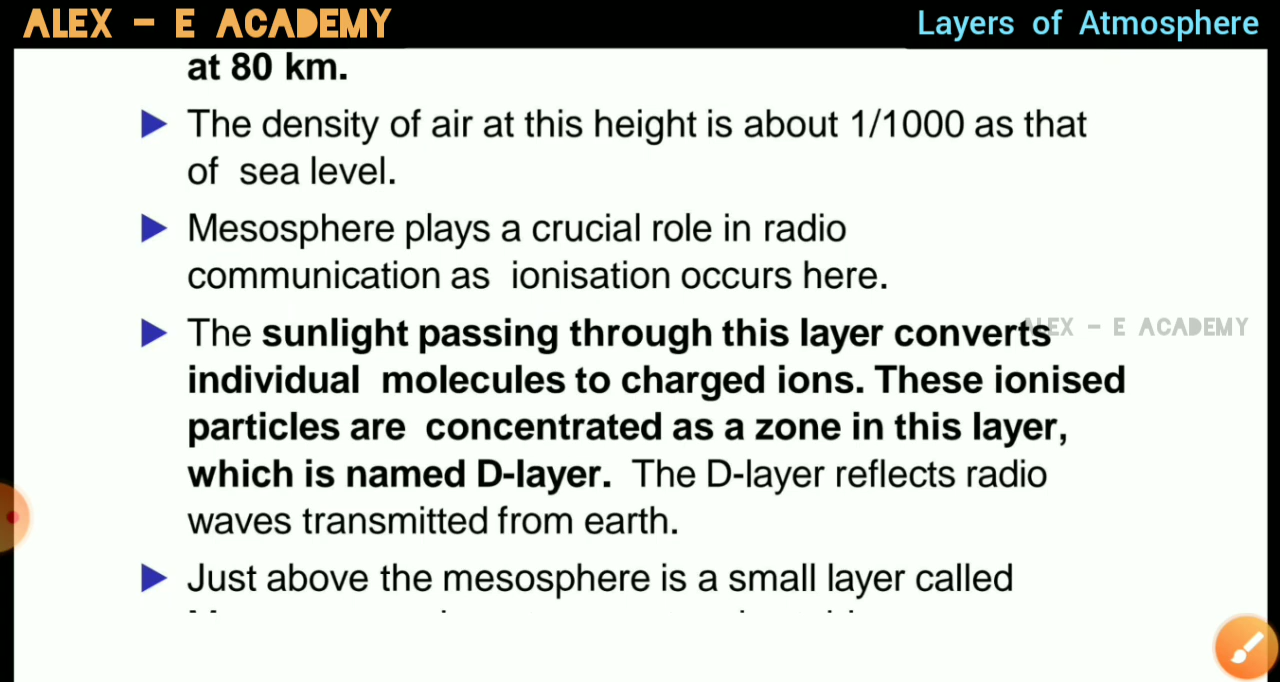 ALEX - E ACADEMY
Layers of Atmosphere
at 80 km.
The density of air at this height is about 1/1000 as that
of sea level.
Mesosphere plays a crucial role in radio
communication as ionisation occurs here.
The sunlight passing through this layer converts
ALEX - E ACADEMY
individual molecules to charged ions. These ionised
particles are concentrated as a zone in this layer,
which is named D-layer. The D-layer reflects radio
waves transmitted from earth.
Just above the mesosphere is a small layer called